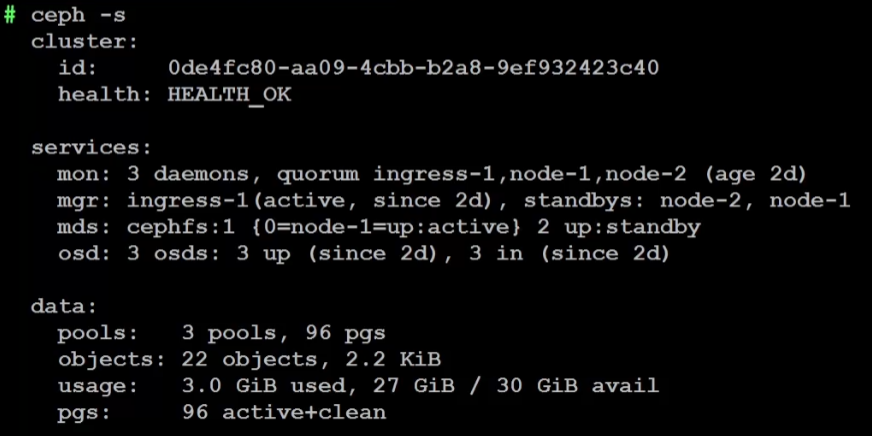 # ceph -s
  cluster:
    id:     0de4fc80-aa09-4cbb-b2a8-9ef932423c40
    health: HEALTH_OK

  services:
    mon: 3 daemons, quorum ingress-1,node-1,node-2 (age 2d)
    mgr: ingress-1(active, since 2d), standbys: node-2, node-1
    mds: cephfs:1 {0=node-1=up:active} 2 up:standby
    osd: 3 osds: 3 up (since 2d), 3 in (since 2d)

  data:
    pools:   3 pools, 96 pgs
    objects: 22 objects, 2.2 KiB
    usage:   3.0 GiB used, 27 GiB / 30 GiB avail
    pgs:     96 active+clean